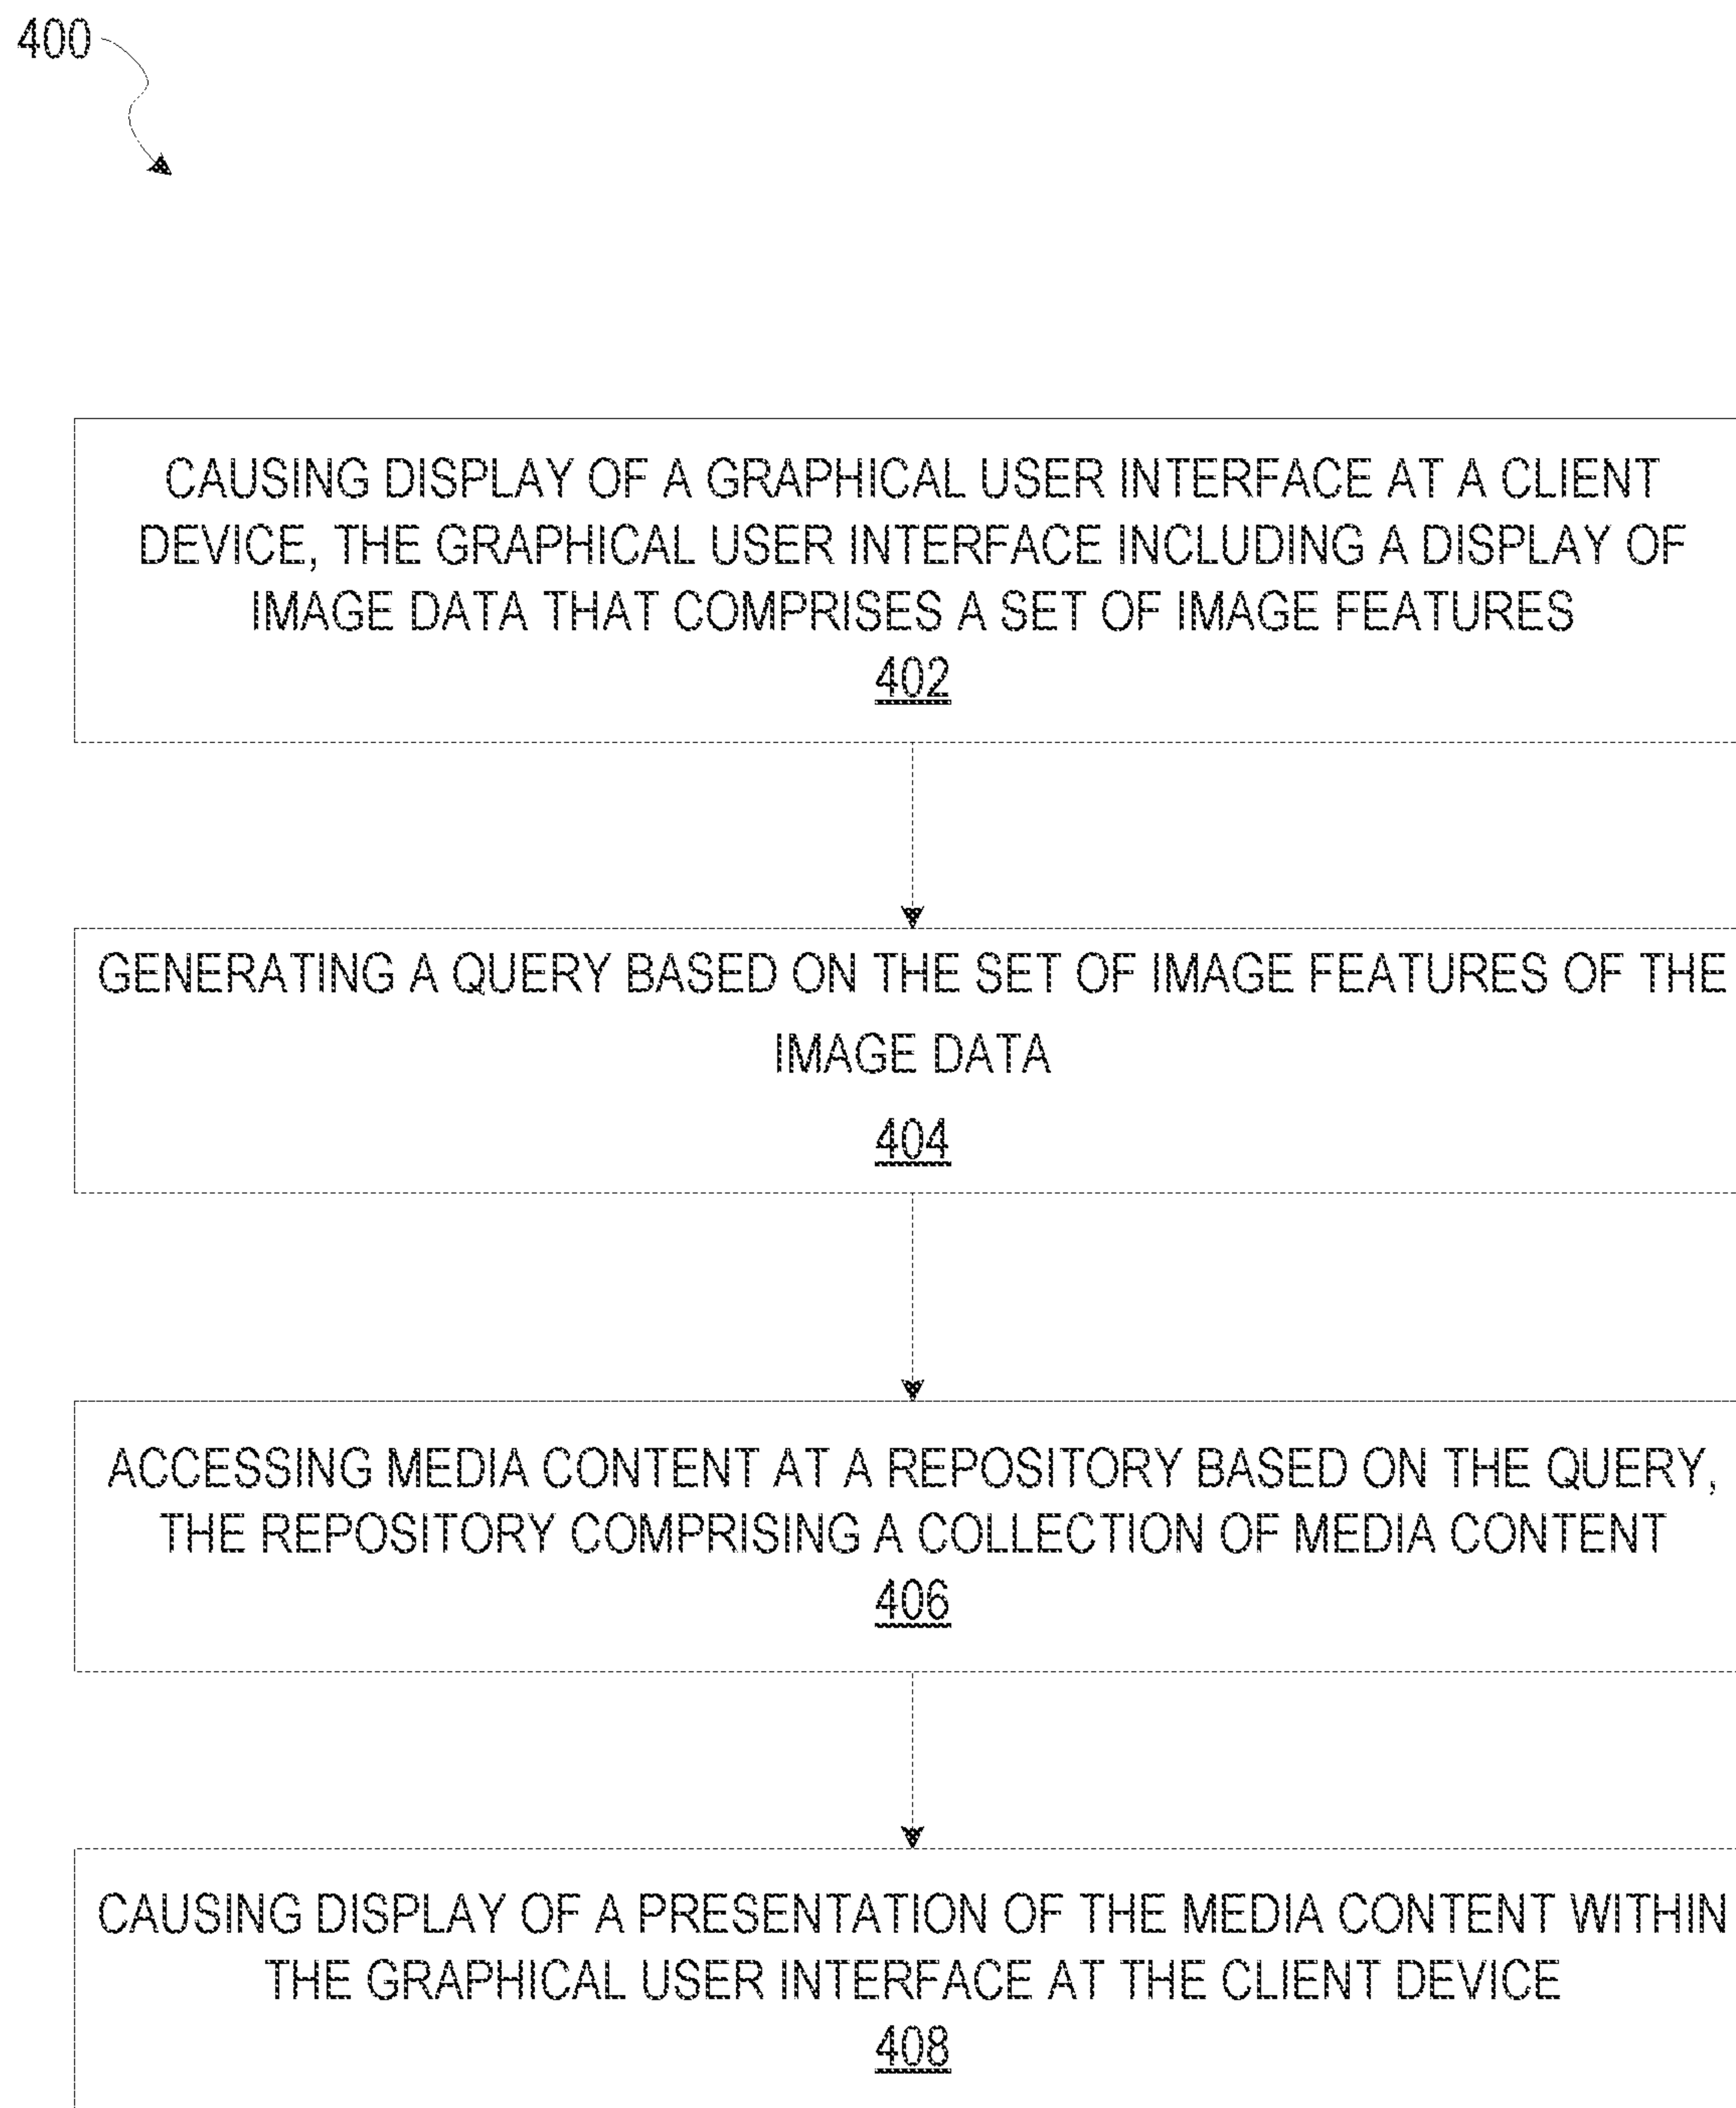 400
CAUSING DISPLAY OF A GRAPHICAL USER INTERFACE AT A CLIENT
DEVICE, THE GRAPHICAL USER INTERFACE INCLUDING A DISPLAY OF
IMAGE DATA THAT COMPRISES A SET OF IMAGE FEATURES
402
GENERATING A QUERY BASED ON THE SET OF IMAGE FEATURES OF THE
IMAGE DATA
404
ACCESSING MEDIA CONTENT AT A REPOSITORY BASED ON THE QUERY,
THE REPOSITORY COMPRISING A COLLECTION OF MEDIA CONTENT
406
CAUSING DISPLAY OF A PRESENTATION OF THE MEDIA CONTENT WITHIN
THE GRAPHICAL USER INTERFACE AT THE CLIENT DEVICE
408